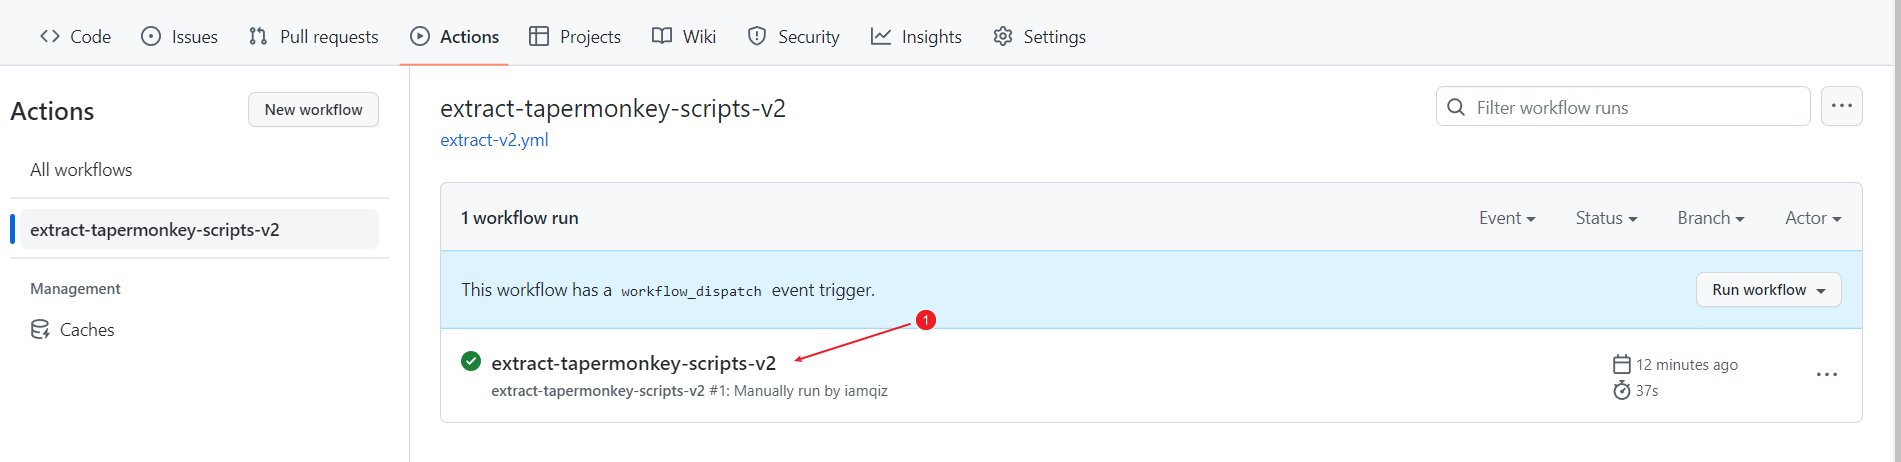 Code Issues Pull requests Actions Projects Wiki Security Insights Settings
Actions
New workflow
All workflows
extract-tapermonkey-scripts-v2
Management
Caches
extract-tapermonkey-scripts-v2
extract-v2.yml
Filter workflow runs
1 workflow run
Event Status Branch Actor
This workflow has a workflow_dispatch event trigger.
Run workflow
1
extract-tapermonkey-scripts-v2
extract-tapermonkey-scripts-v2 #1: Manually run by iamqiz
12 minutes ago
37s